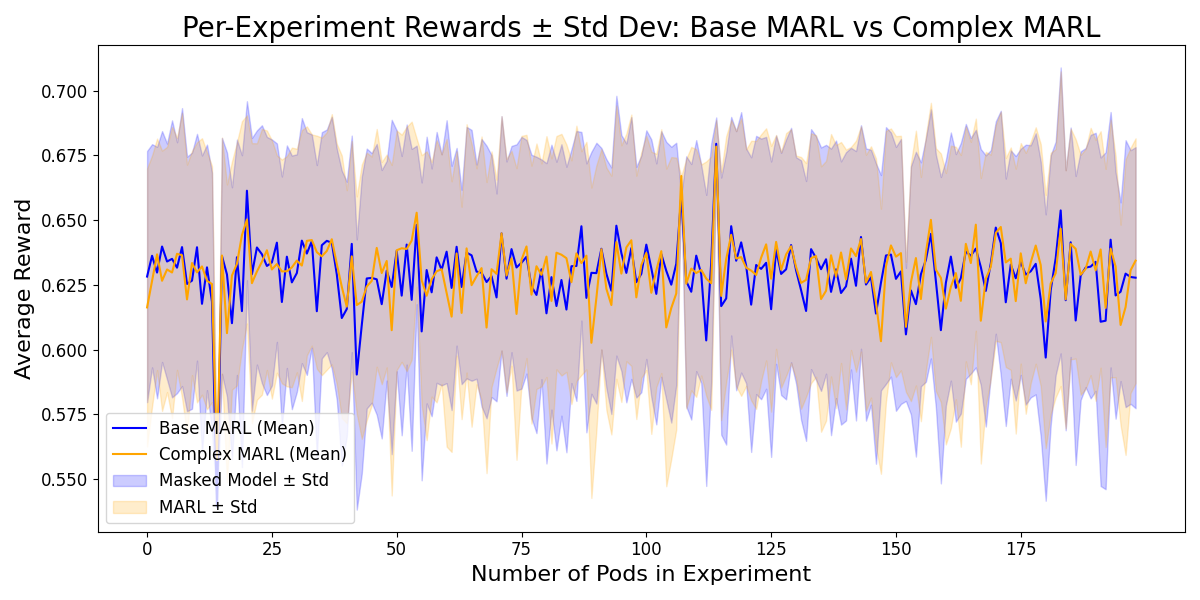 Per-Experiment Rewards ± Std Dev: Base MARL vs Complex MARL
Average Reward
0.700
0.675
0.650
0.625
0.600
0.575
0.550
Base MARL (Mean)
Complex MARL (Mean)
Masked Model ± Std
MARL ± Std
0 25 50 75 100 125 150 175
Number of Pods in Experiment